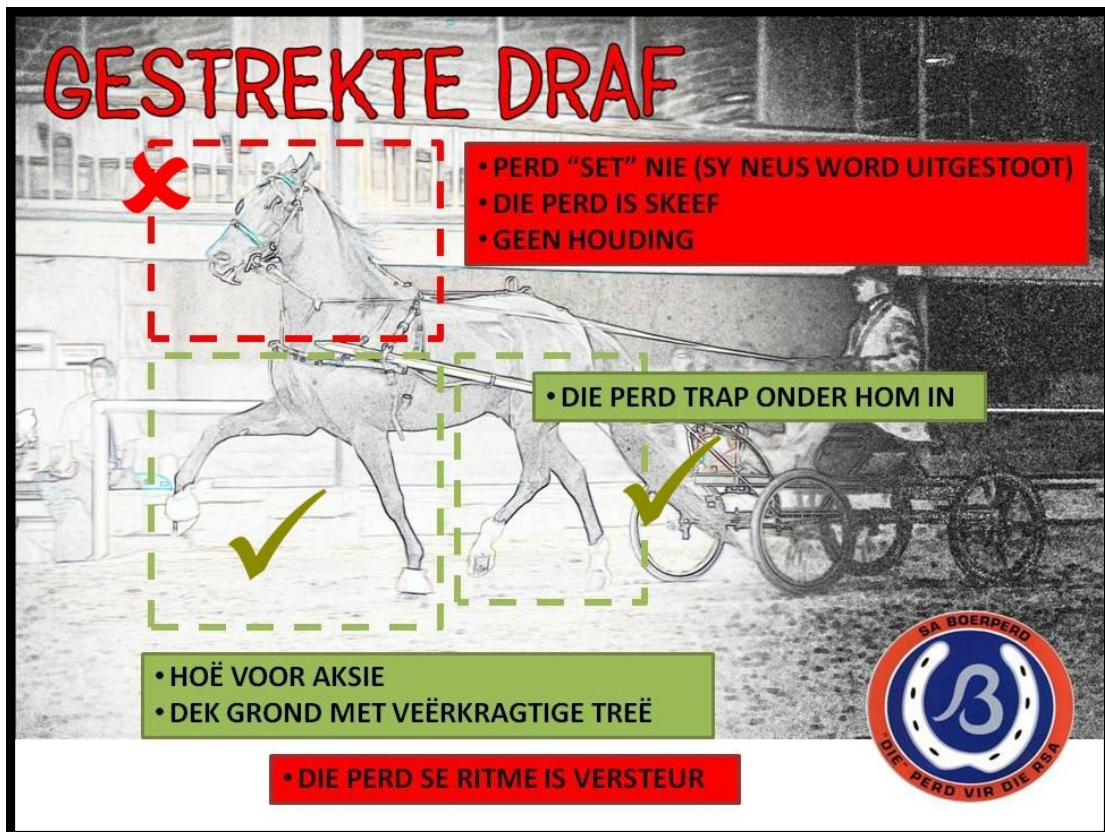 GESTREKTE DRAF
• PERD “SET” NIE (SY NEUS WORD UITGESTOOT)
• DIE PERD IS SKEEF
• GEEN HOUDING
• DIE PERD TRAP ONDER HOM IN
• HOË VOOR AKSIE
• DEK GROND MET VEËRKRAGTIGE TREË
• DIE PERD SE RITME IS VERSTEUR
SA BOERPERD
B
"DIE" PERD VIR DIE RSA